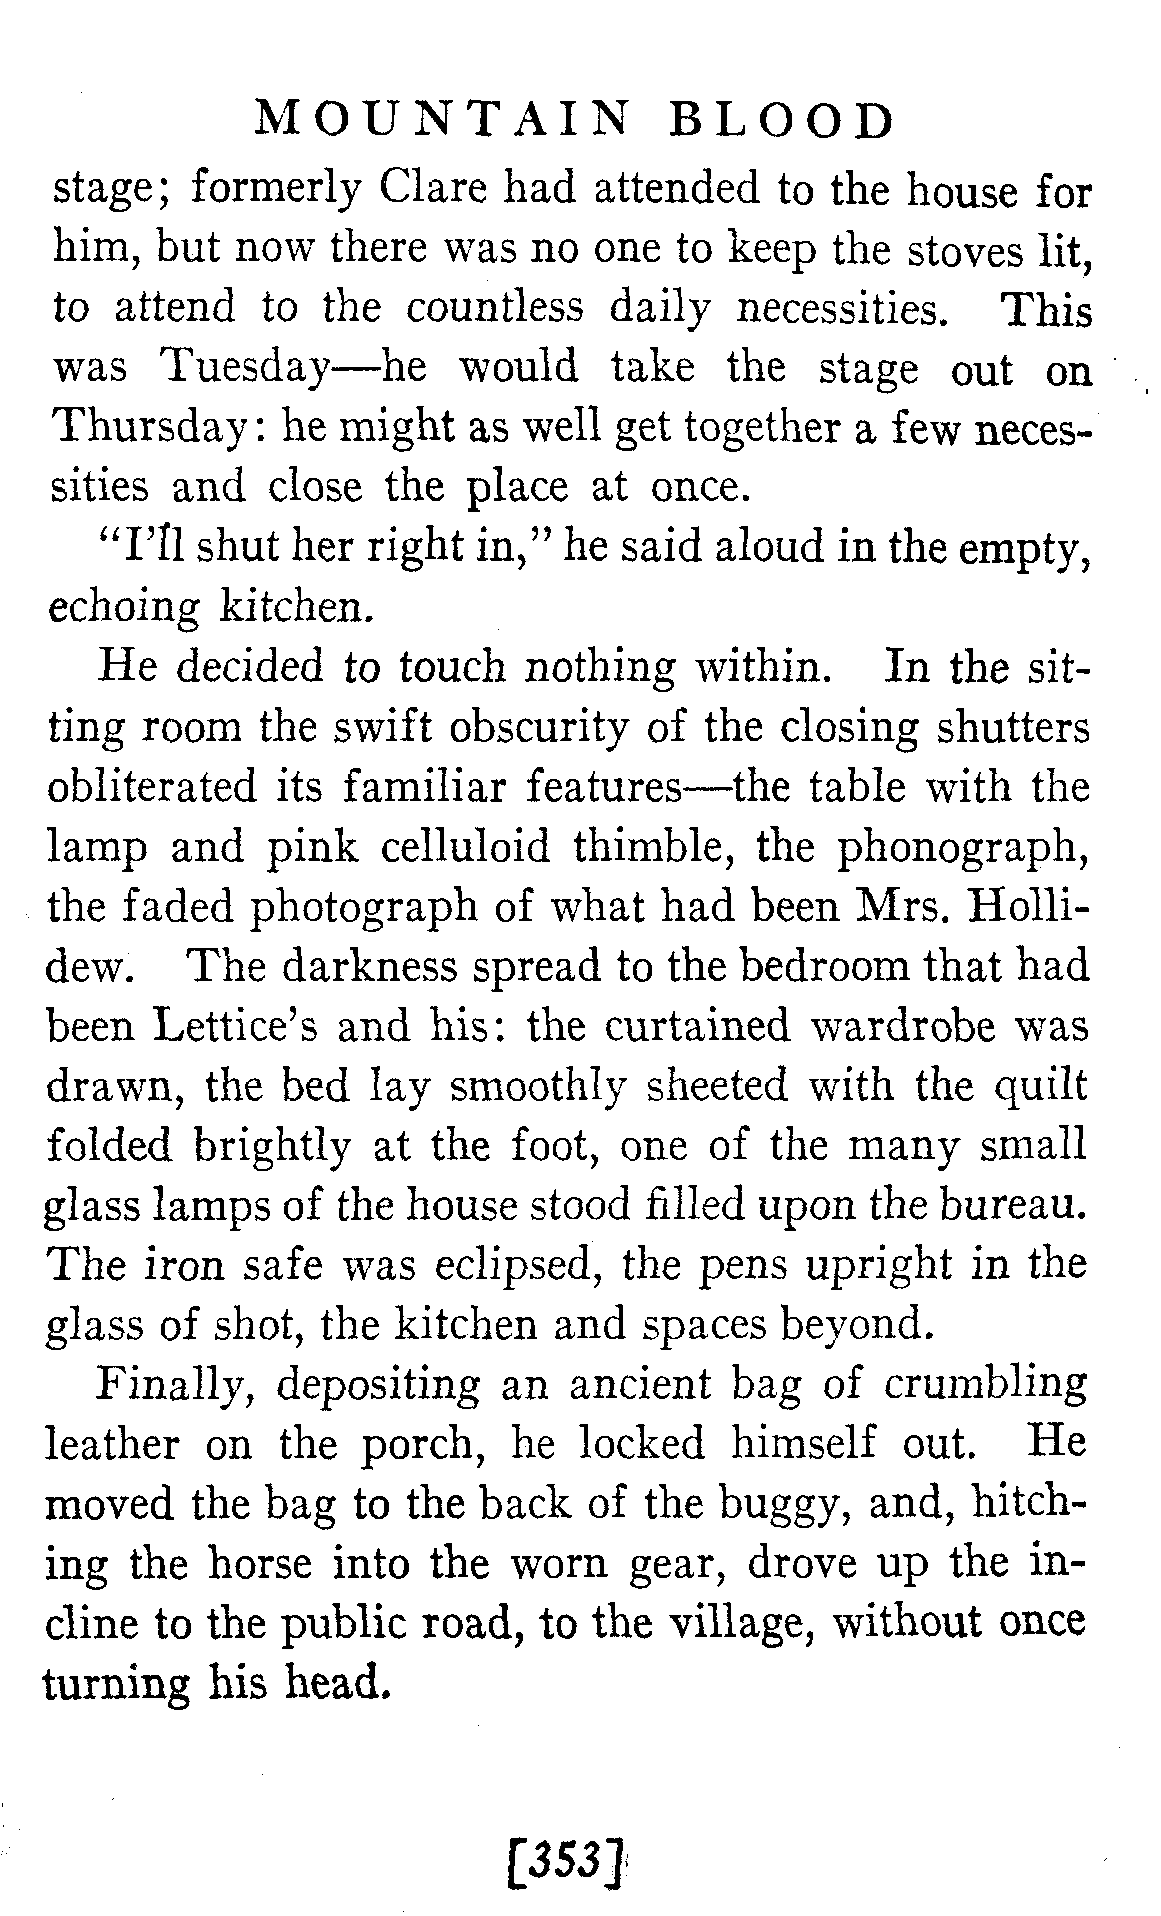 MOUNTAIN BLOOD
stage; formerly Clare had attended to the house for
him, but now there was no one to keep the stoves lit,
to attend to the countless daily necessities. This
was Tuesday—he would take the stage out on
Thursday: he might as well get together a few neces-
sities and close the place at once.
“I’ll shut her right in,” he said aloud in the empty,
echoing kitchen.
He decided to touch nothing within. In the sit-
ting room the swift obscurity of the closing shutters
obliterated its familiar features—the table with the
lamp and pink celluloid thimble, the phonograph,
the faded photograph of what had been Mrs. Holli-
dew. The darkness spread to the bedroom that had
been Lettice’s and his: the curtained wardrobe was
drawn, the bed lay smoothly sheeted with the quilt
folded brightly at the foot, one of the many small
glass lamps of the house stood filled upon the bureau.
The iron safe was eclipsed, the pens upright in the
glass of shot, the kitchen and spaces beyond.
Finally, depositing an ancient bag of crumbling
leather on the porch, he locked himself out. He
moved the bag to the back of the buggy, and, hitch-
ing the horse into the worn gear, drove up the in-
cline to the public road, to the village, without once
turning his head.
[353]